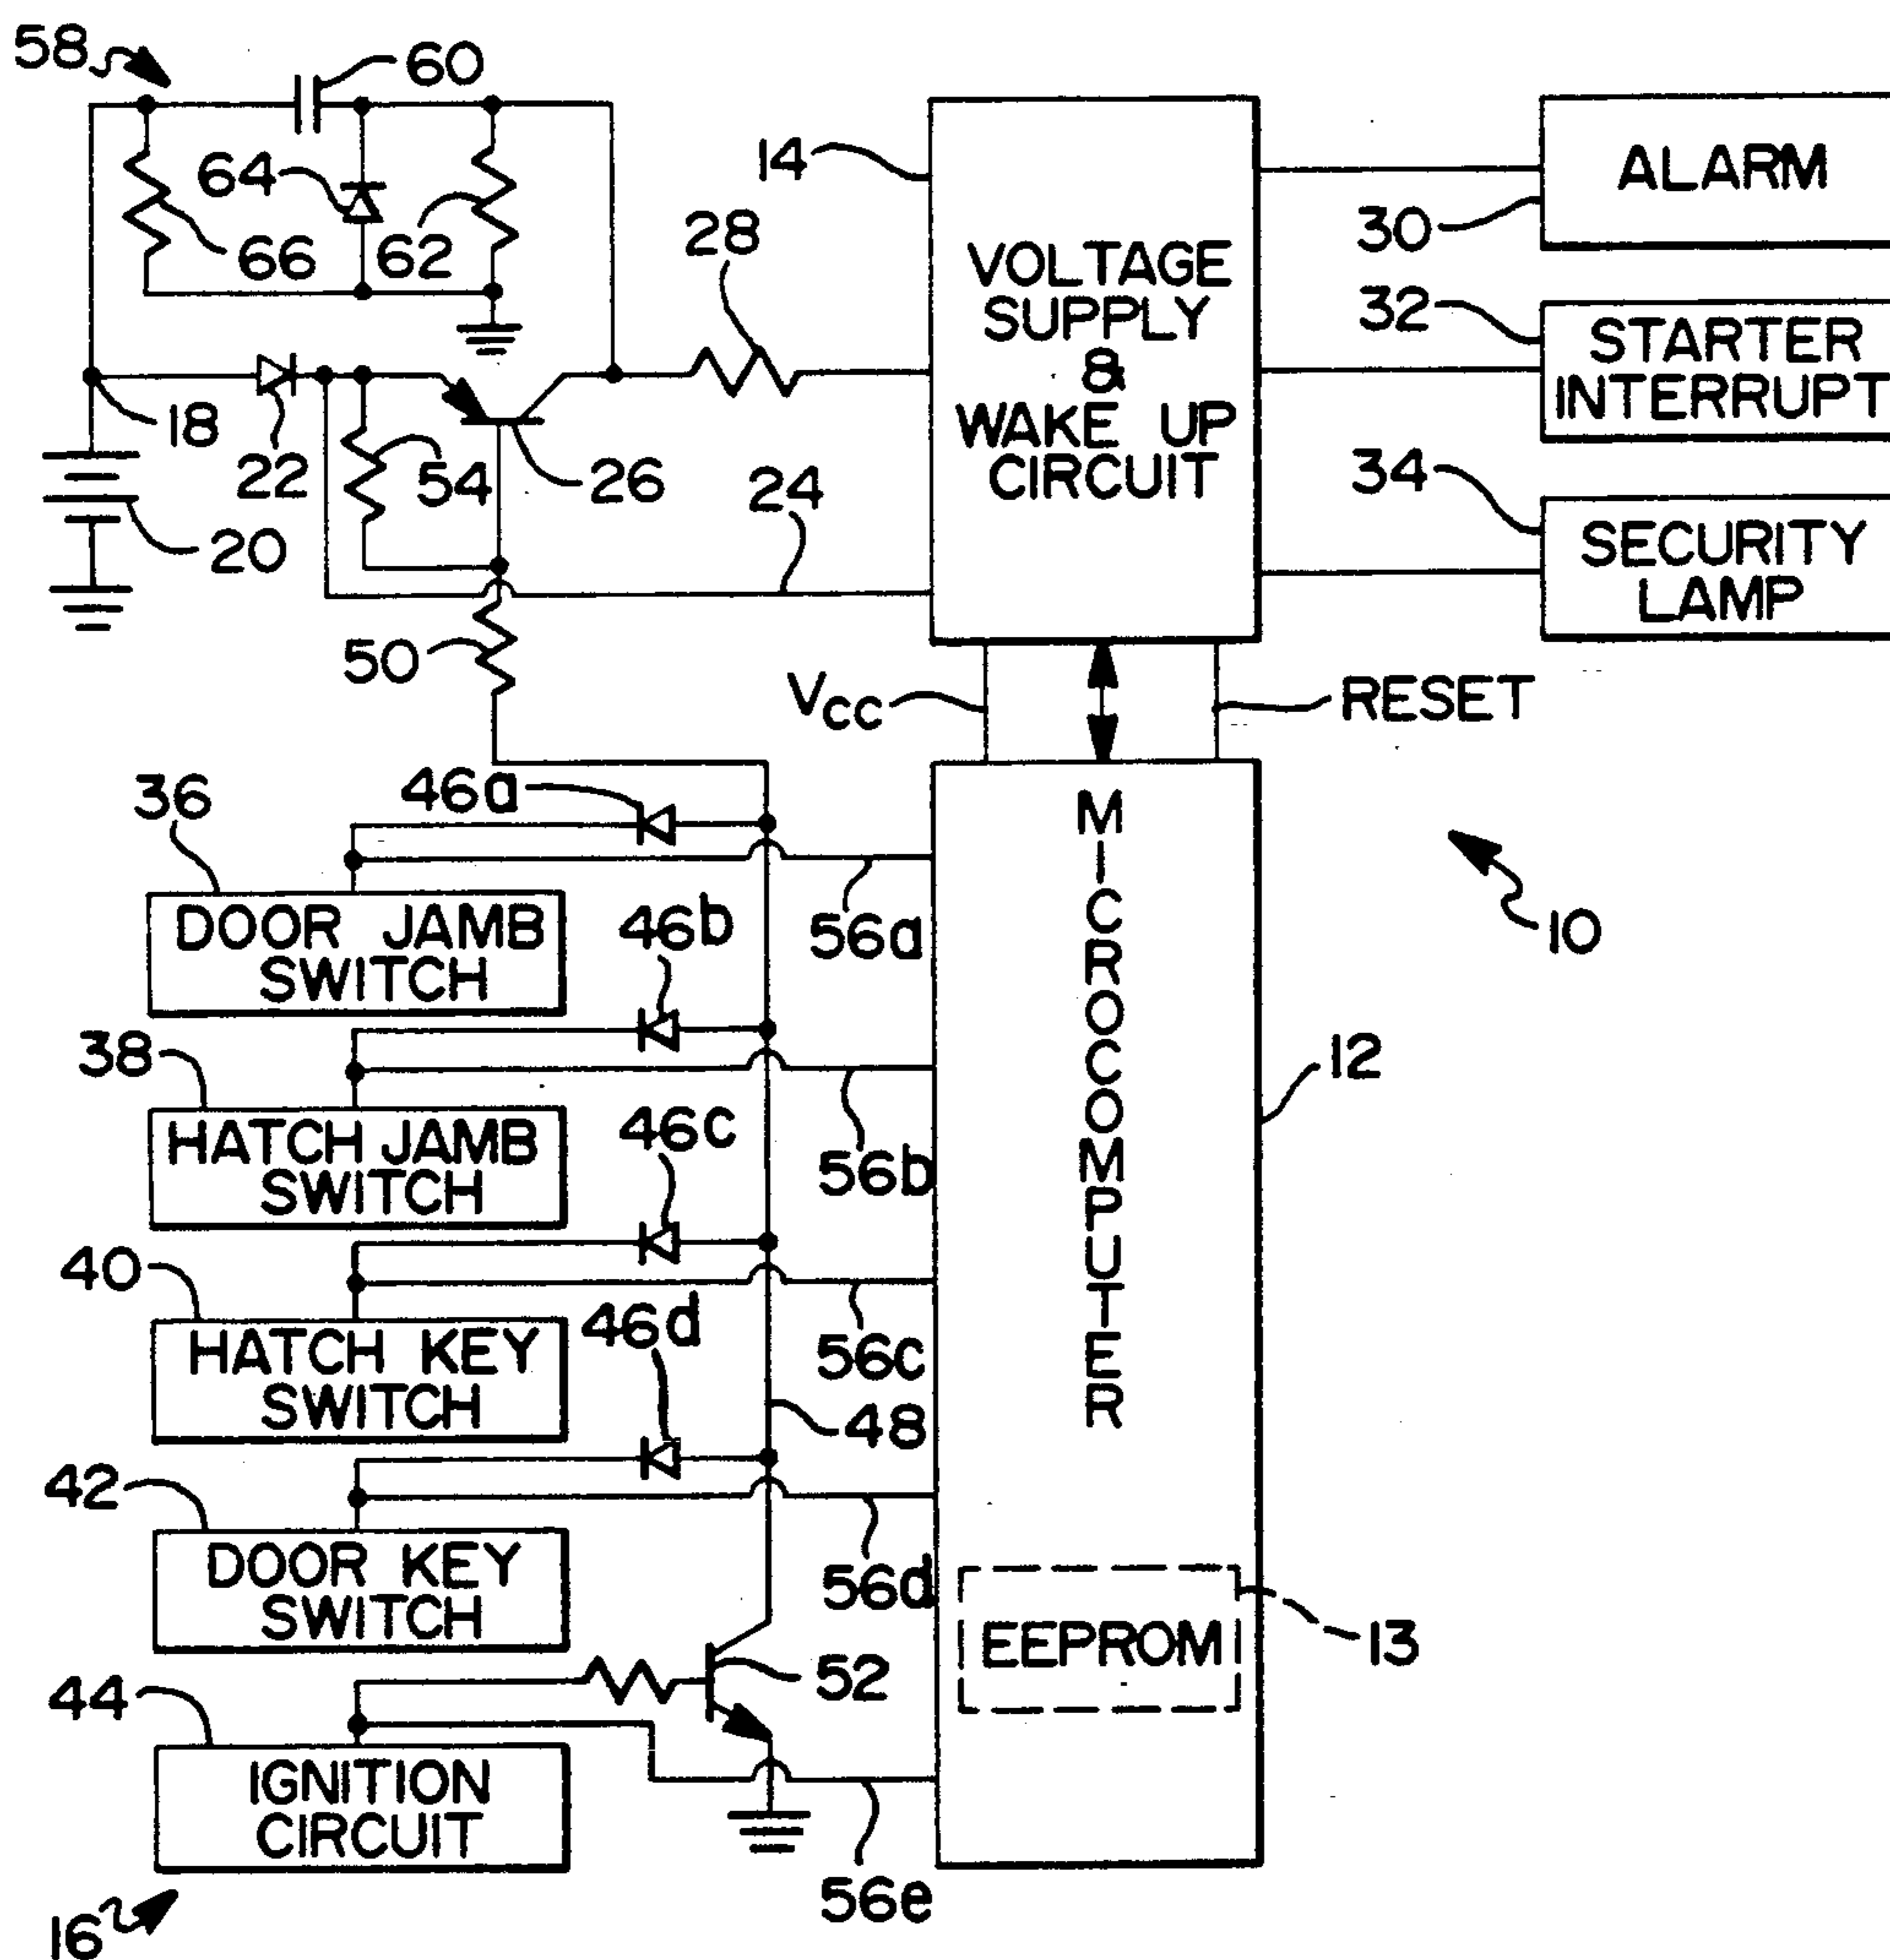 58
60
14
ALARM
64
30
66
62
28
VOLTAGE
SUPPLY
&
WAKE UP
CIRCUIT
32
STARTER
INTERRUPT
18
22
54
26
24
34
SECURITY
LAMP
20
50
VCC
RESET
36
46a
MICROCOMPUTER
DOOR JAMB
SWITCH
46b
56a
10
38
12
HATCH JAMB
SWITCH
46c
56b
40
46d
HATCH KEY
SWITCH
56c
48
42
DOOR KEY
SWITCH
56d
EEPROM
13
44
52
IGNITION
CIRCUIT
56e
16